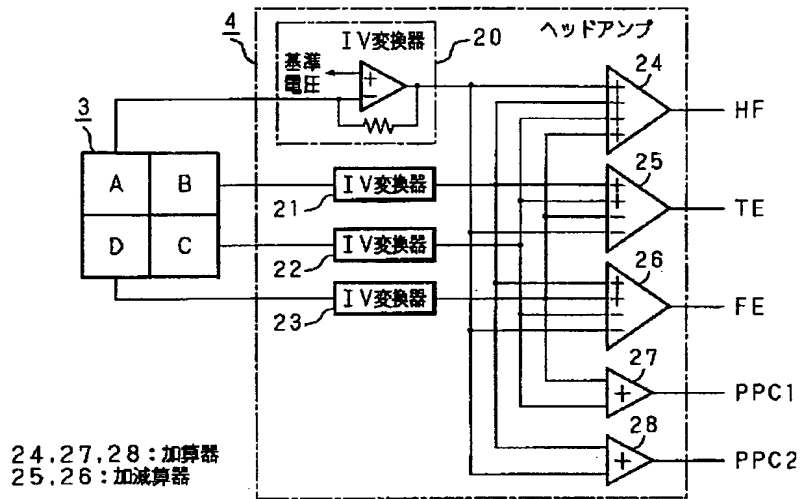 4
ヘッドアンプ
IV変換器
20
基準
電圧
+
−
3
A
B
D
C
IV変換器
21
IV変換器
22
IV変換器
23
24
+
+
+
+
HF
25
+
+
−
−
TE
26
+
+
−
−
FE
27
+
PPC1
28
+
PPC2
24,27,28：加算器
25,26：加減算器